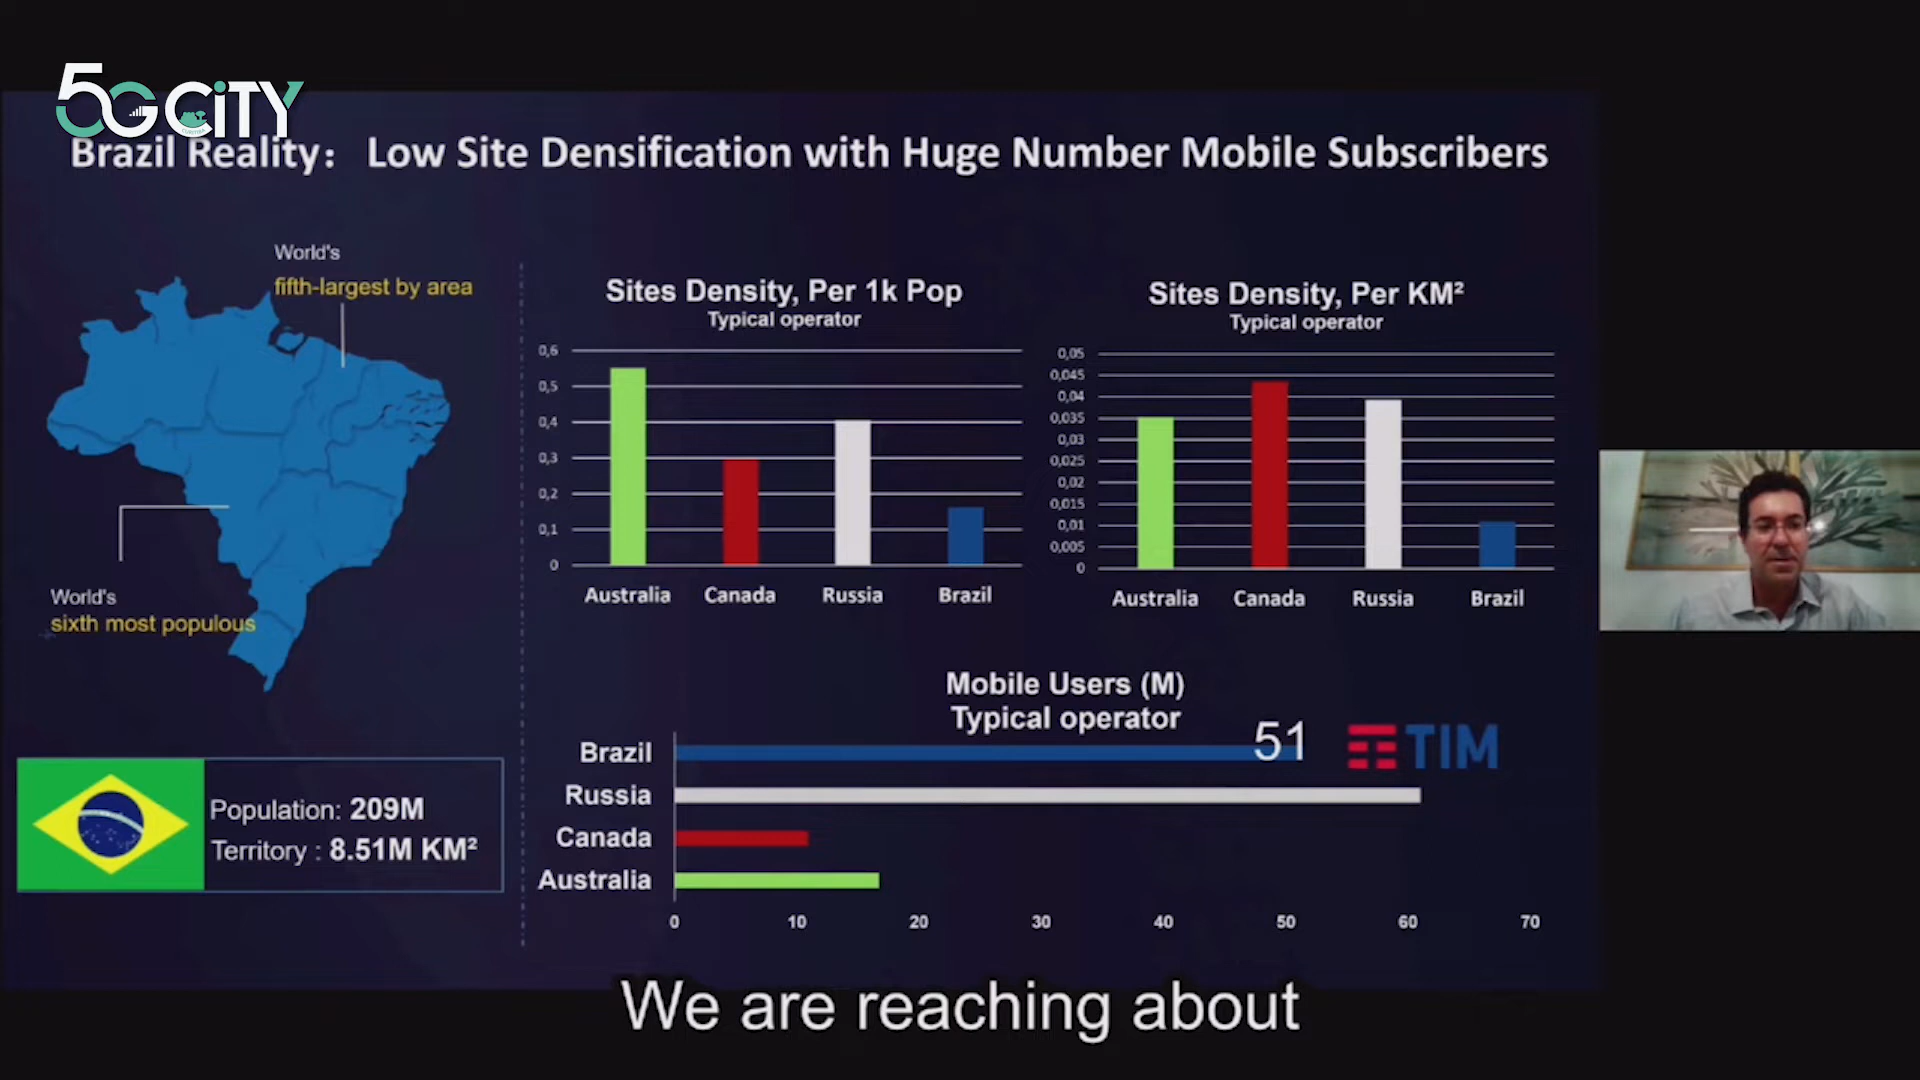 5G CiTY
CURITIBA
Brazil Reality: Low Site Densification with Huge Number Mobile Subscribers
World's
fifth-largest by area
World's
sixth most populous
Population: 209M
Territory : 8.51M KM²
Sites Density, Per 1k Pop
Typical operator
0,6
0,5
0,4
0,3
0,2
0,1
0
Australia Canada Russia Brazil
Sites Density, Per KM²
Typical operator
0,05
0,045
0,04
0,035
0,03
0,025
0,02
0,015
0,01
0,005
0
Australia Canada Russia Brazil
Mobile Users (M)
Typical operator
Brazil 51 TIM
Russia
Canada
Australia
0 10 20 30 40 50 60 70
We are reaching about